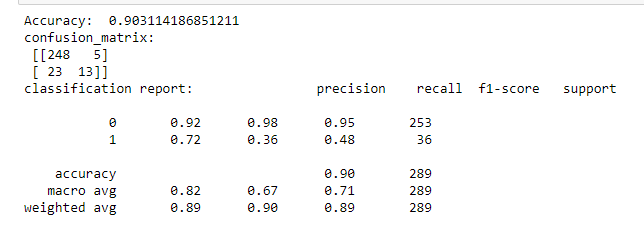 Accuracy:  0.903114186851211
confusion_matrix:
 [[248   5]
 [ 23  13]]
classification report:               precision    recall  f1-score   support

           0       0.92      0.98      0.95       253
           1       0.72      0.36      0.48        36

    accuracy                           0.90       289
   macro avg       0.82      0.67      0.71       289
weighted avg       0.89      0.90      0.89       289